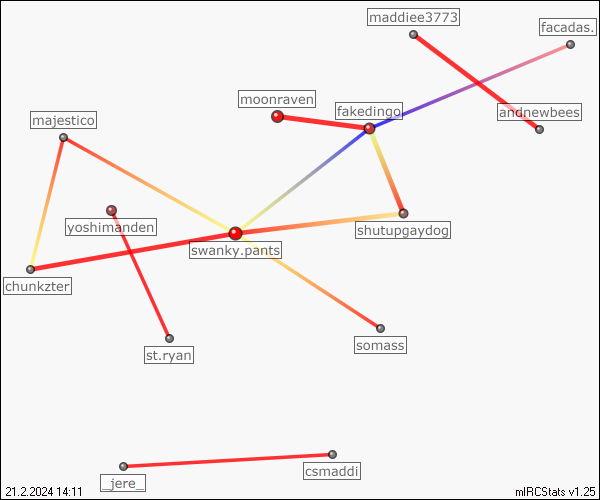 maddiee3773
facadas.
moonraven
fakedingo
andnewbees
majestico
yoshimanden
shutupgaydog
swanky.pants
chunkzter
st.ryan
somass
csmaddi
_jere_
21.2.2024 14:11
mIRCStats v1.25